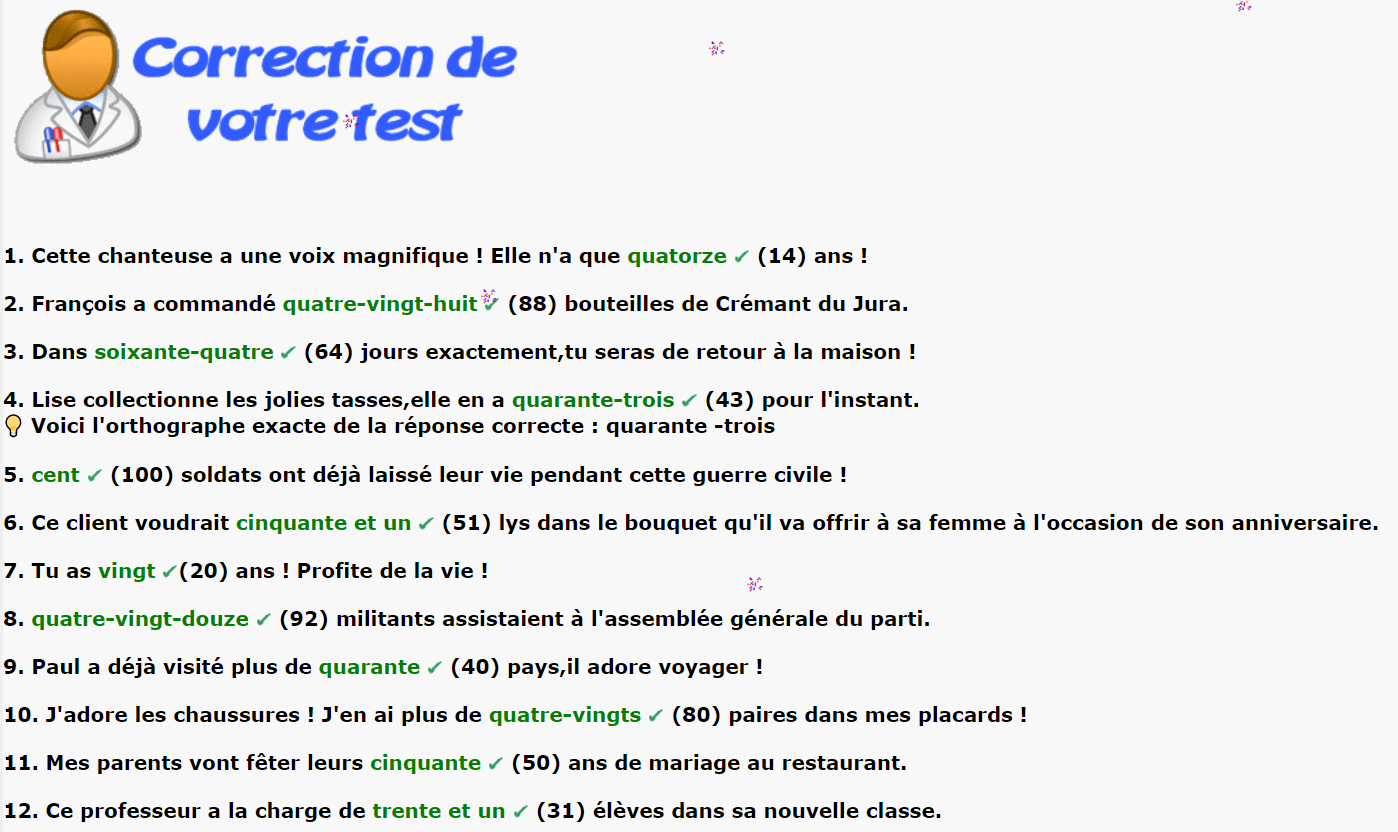 Correction de
votre test
1. Cette chanteuse a une voix magnifique ! Elle n'a que quatorze ✔ (14) ans !
2. François a commandé quatre-vingt-huit ✔ (88) bouteilles de Crémant du Jura.
3. Dans soixante-quatre ✔ (64) jours exactement,tu seras de retour à la maison !
4. Lise collectionne les jolies tasses,elle en a quarante-trois ✔ (43) pour l'instant.
Voici l'orthographe exacte de la réponse correcte : quarante -trois
5. cent ✔ (100) soldats ont déjà laissé leur vie pendant cette guerre civile !
6. Ce client voudrait cinquante et un ✔ (51) lys dans le bouquet qu'il va offrir à sa femme à l'occasion de son anniversaire.
7. Tu as vingt ✔(20) ans ! Profite de la vie !
8. quatre-vingt-douze ✔ (92) militants assistaient à l'assemblée générale du parti.
9. Paul a déjà visité plus de quarante ✔ (40) pays,il adore voyager !
10. J'adore les chaussures ! J'en ai plus de quatre-vingts ✔ (80) paires dans mes placards !
11. Mes parents vont fêter leurs cinquante ✔ (50) ans de mariage au restaurant.
12. Ce professeur a la charge de trente et un ✔ (31) élèves dans sa nouvelle classe.